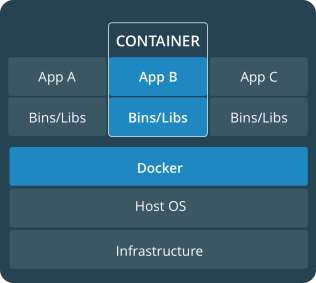 CONTAINER
App A App B App C
Bins/Libs Bins/Libs Bins/Libs
Docker
Host OS
Infrastructure